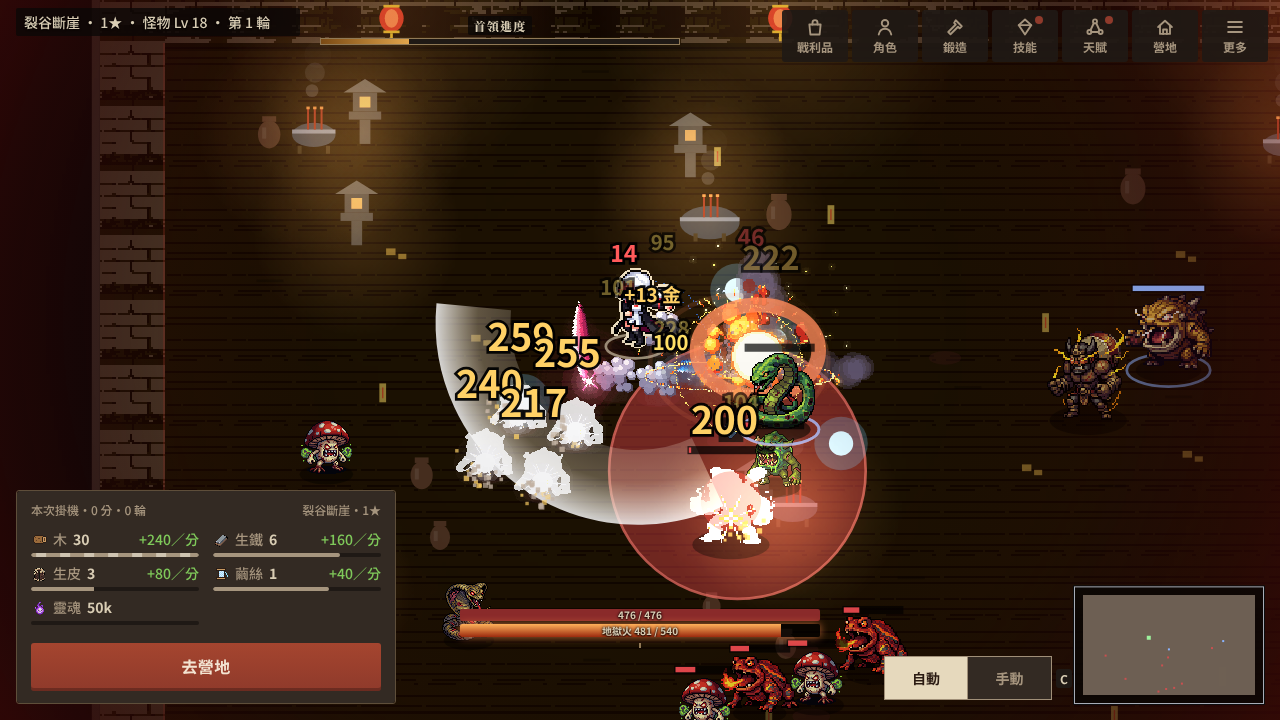 裂谷斷崖 · 1★ · 怪物 Lv 18 · 第 1 輪
首領進度
戰利品
角色
鍛造
技能
天賦
營地
更多
14
95
46
222
+13 金
228
100
259
255
240
217
104
200
本次掛機·0 分·0 輪
裂谷斷崖·1★
木 30 +240／分
生鐵 6 +160／分
生皮 3 +80／分
繭絲 1 +40／分
靈魂 50k
去營地
476 / 476
地獄火 481 / 540
自動
手動
C